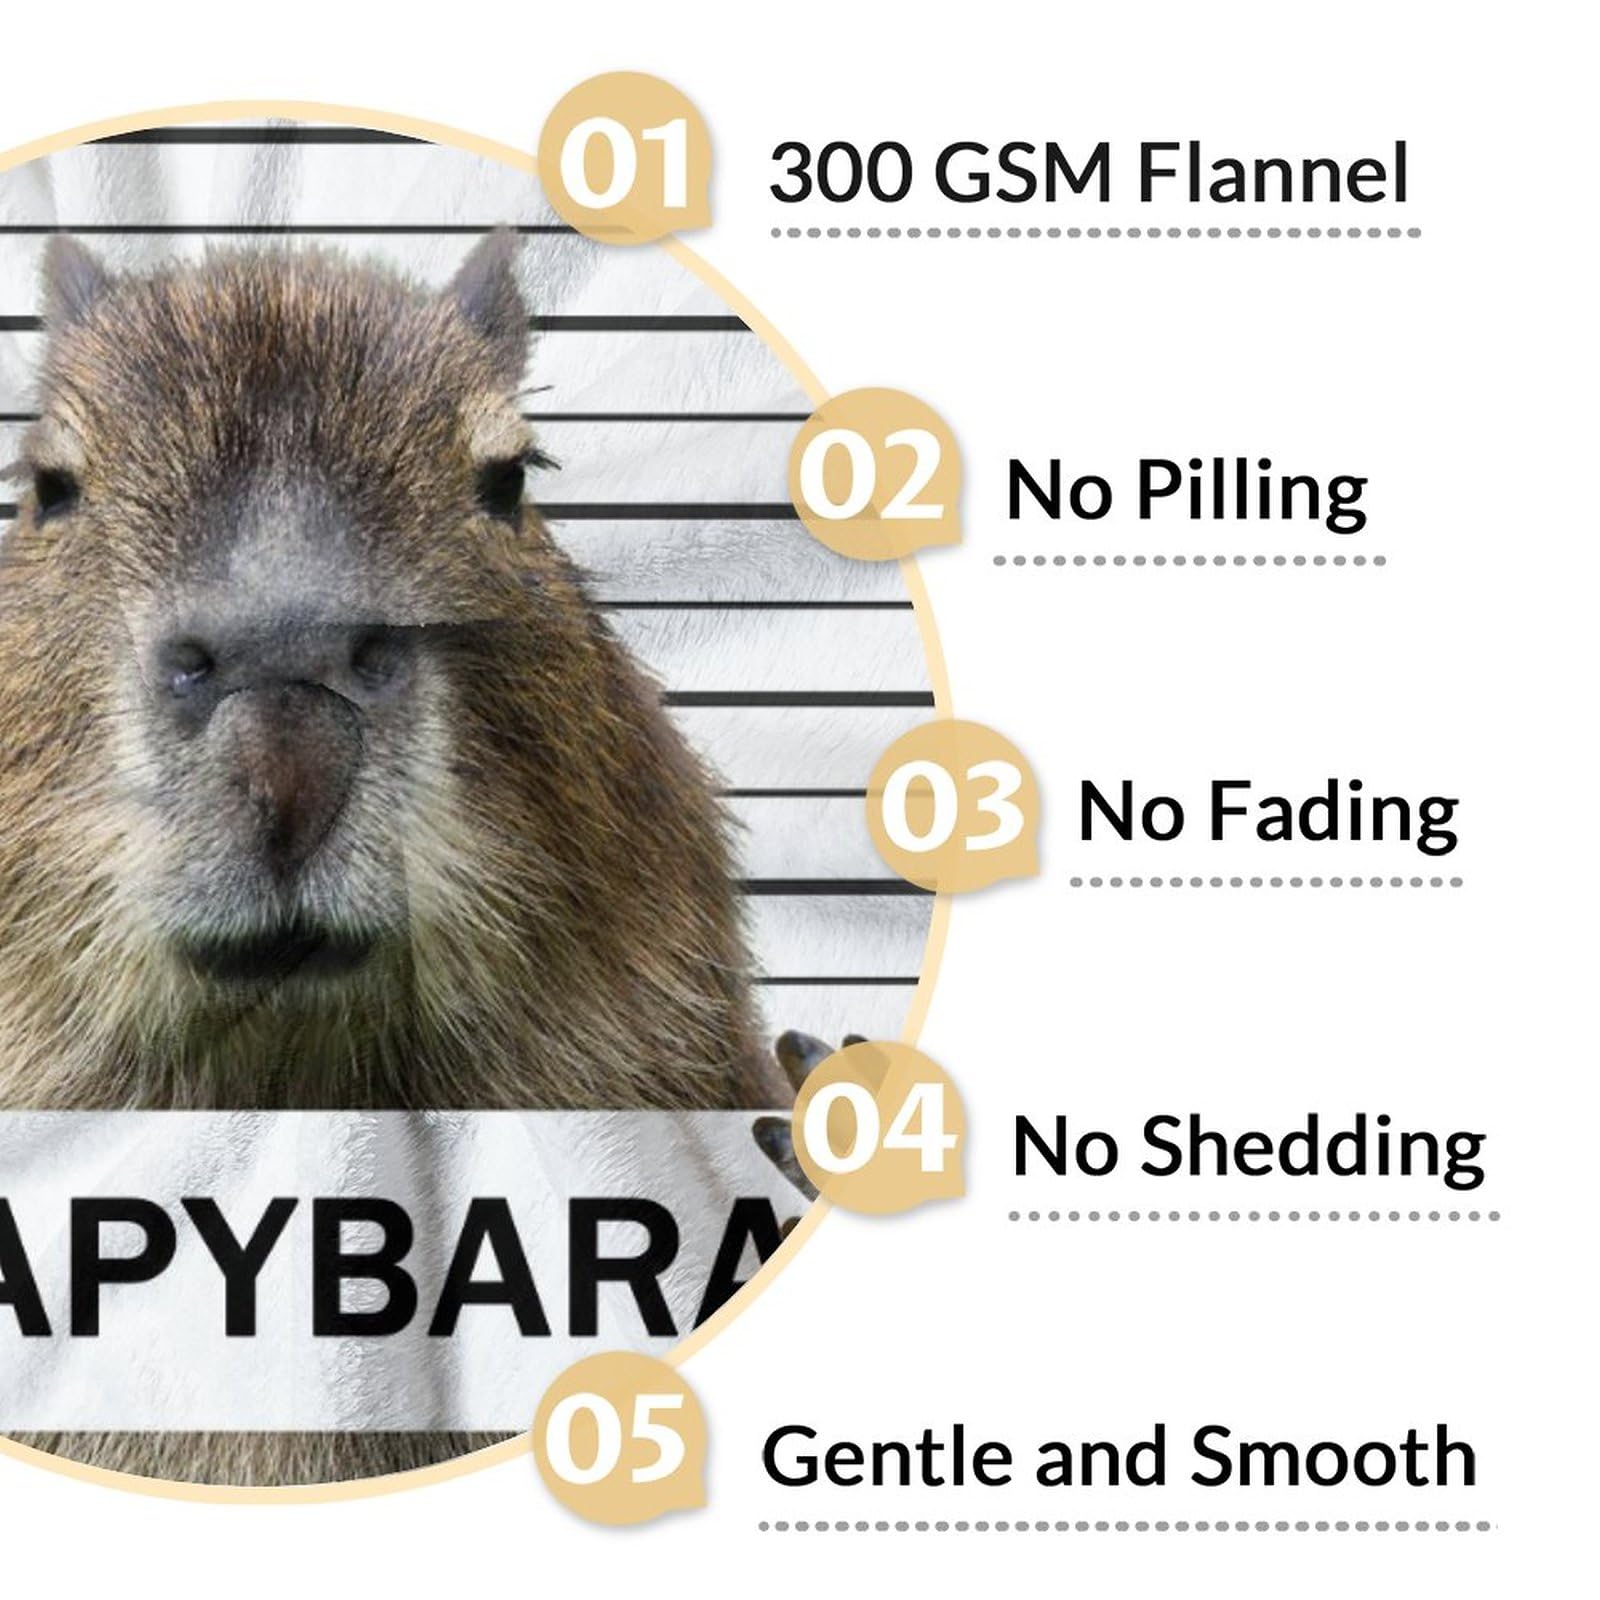 01
300 GSM Flannel
02
No Pilling
03
No Fading
04
No Shedding
APYBARA
05
Gentle and Smooth